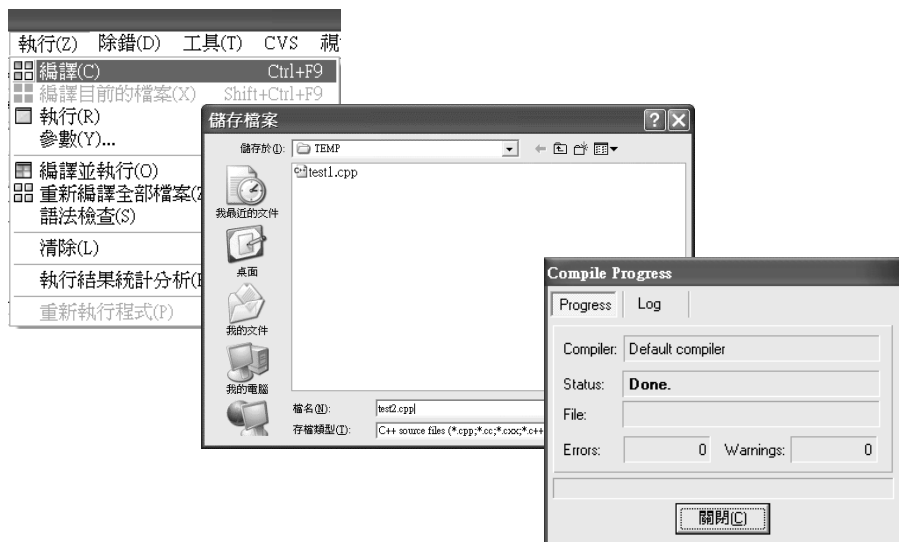 執行(Z) 除錯(D) 工具(T) CVS 視
編譯(C) Ctrl+F9
編譯目前的檔案(X) Shift+Ctrl+F9
執行(R)
參數(Y)...
編譯並執行(O)
重新編譯全部檔案(
語法檢查(S)
清除(L)
執行結果統計分析(
重新執行程式(P)
儲存檔案
儲存於(I): TEMP
test1.cpp
我最近的文件
桌面
我的文件
我的電腦
檔名(N): test2.cpp
存檔類型(T): C++ source files (*.cpp;*.cc;*.cxx;*.c++
Compile Progress
Progress Log
Compiler: Default compiler
Status: Done.
File:
Errors: 0 Warnings: 0
關閉(C)